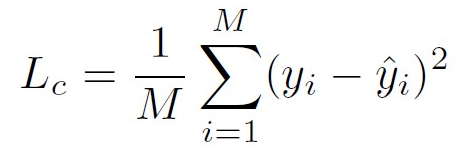 L_c = \frac{1}{M} \sum_{i=1}^{M} (y_i - \hat{y}_i)^2